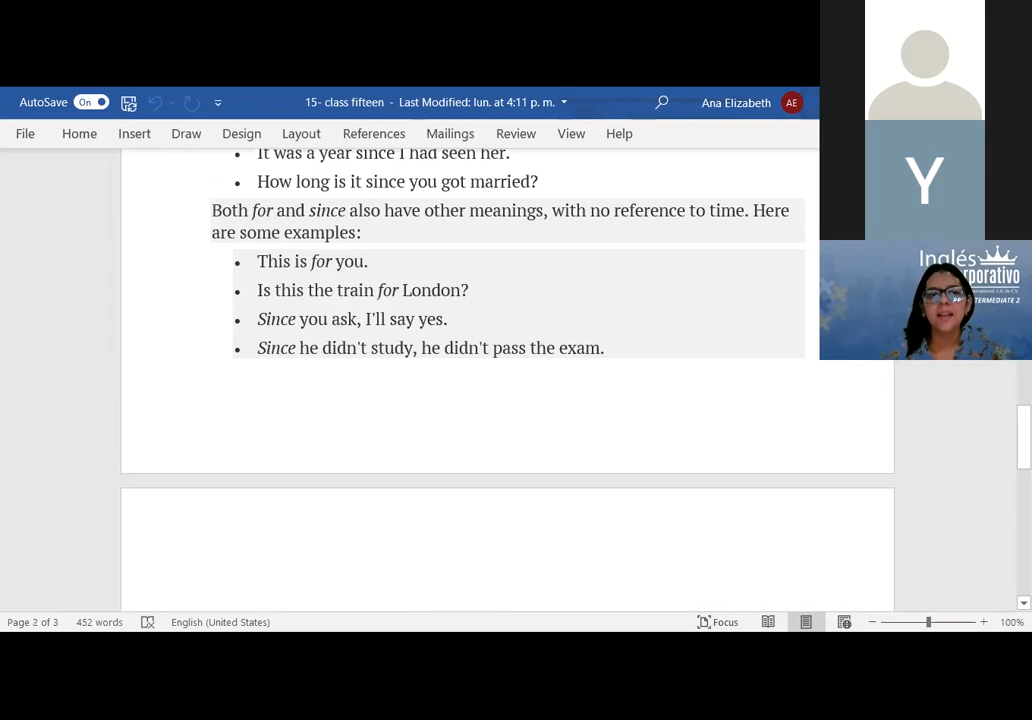 AutoSave On 15- class fifteen - Last Modified: lun. at 4:11 p. m. Ana Elizabeth AE
File Home Insert Draw Design Layout References Mailings Review View Help
• It was a year since I had seen her.
• How long is it since you got married?
Both for and since also have other meanings, with no reference to time. Here
are some examples:
• This is for you.
• Is this the train for London?
• Since you ask, I'll say yes.
• Since he didn't study, he didn't pass the exam.
Page 2 of 3 452 words English (United States) Focus 100%
Y
Inglés